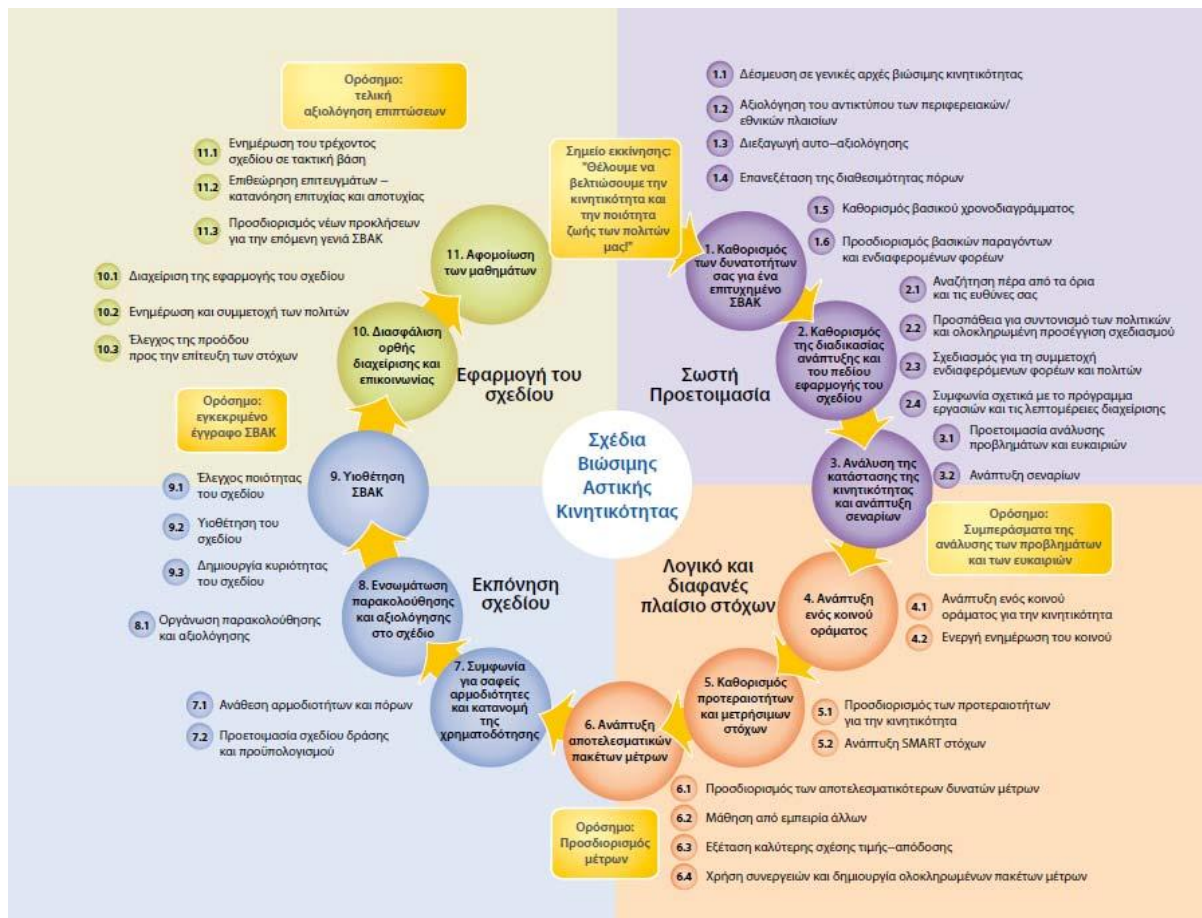 Σημείο εκκίνησης:
"Θέλουμε να
βελτιώσουμε την
κινητικότητα και
την ποιότητα
ζωής των πολιτών
μας!"
1. Καθορισμός
των δυνατοτήτων
σας για ένα
επιτυχημένο
ΣΒΑΚ
1.1 Δέσμευση σε γενικές αρχές βιώσιμης κινητικότητας
1.2 Αξιολόγηση του αντικτύπου των περιφερειακών/
εθνικών πλαισίων
1.3 Διεξαγωγή αυτο–αξιολόγησης
1.4 Επανεξέταση της διαθεσιμότητας πόρων
1.5 Καθορισμός βασικού χρονοδιαγράμματος
1.6 Προσδιορισμός βασικών παραγόντων
και ενδιαφερομένων φορέων
2. Καθορισμός
της διαδικασίας
ανάπτυξης και
του πεδίου
εφαρμογής του
σχεδίου
2.1 Αναζήτηση πέρα από τα όρια
και τις ευθύνες σας
2.2 Προσπάθεια για συντονισμό των πολιτικών
και ολοκληρωμένη προσέγγιση σχεδιασμού
2.3 Σχεδιασμός για τη συμμετοχή
ενδιαφερόμενων φορέων και πολιτών
2.4 Συμφωνία σχετικά με το πρόγραμμα
εργασιών και τις λεπτομέρειες διαχείρισης
Σωστή
Προετοιμασία
3. Ανάλυση της
κατάστασης της
κινητικότητας
και ανάπτυξη
σεναρίων
3.1 Προετοιμασία ανάλυσης
προβλημάτων και ευκαιριών
3.2 Ανάπτυξη σεναρίων
Ορόσημο:
Συμπεράσματα της
ανάλυσης των προβλημάτων
και των ευκαιριών
Λογικό και
διαφανές
πλαίσιο στόχων
4. Ανάπτυξη
ενός κοινού
οράματος
4.1 Ανάπτυξη ενός κοινού
οράματος για την κινητικότητα
4.2 Ενεργή ενημέρωση του κοινού
5. Καθορισμός
προτεραιοτήτων
και μετρήσιμων
στόχων
5.1 Προσδιορισμός των προτεραιοτήτων
για την κινητικότητα
5.2 Ανάπτυξη SMART στόχων
6. Ανάπτυξη
αποτελεσματικών
πακέτων μέτρων
6.1 Προσδιορισμός των αποτελεσματικότερων δυνατών μέτρων
6.2 Μάθηση από εμπειρία άλλων
6.3 Εξέταση καλύτερης σχέσης τιμής–απόδοσης
6.4 Χρήση συνεργειών και δημιουργία ολοκληρωμένων πακέτων μέτρων
Ορόσημο:
Προσδιορισμός
μέτρων
Εκπόνηση
σχεδίου
7. Συμφωνία
για σαφείς
αρμοδιότητες
και κατανομή
της
χρηματοδότησης
7.1 Ανάθεση αρμοδιοτήτων και πόρων
7.2 Προετοιμασία σχεδίου δράσης
και προϋπολογισμού
8. Ενσωμάτωση
παρακολούθησης
και αξιολόγησης
στο σχέδιο
8.1 Οργάνωση παρακολούθησης
και αξιολόγησης
9. Υιοθέτηση
ΣΒΑΚ
9.1 Έλεγχος ποιότητας
του σχεδίου
9.2 Υιοθέτηση του
σχεδίου
9.3 Δημιουργία κυριότητας
του σχεδίου
Ορόσημο:
εγκεκριμένο
έγγραφο ΣΒΑΚ
Εφαρμογή του
σχεδίου
10. Διασφάλιση
ορθής
διαχείρισης και
επικοινωνίας
10.1 Διαχείριση της εφαρμογής του σχεδίου
10.2 Ενημέρωση και συμμετοχή των πολιτών
10.3 Έλεγχος της προόδου
προς την επίτευξη των στόχων
11. Αφομοίωση
των μαθημάτων
11.1 Ενημέρωση του τρέχοντος
σχεδίου σε τακτική βάση
11.2 Επιθεώρηση επιτευγμάτων –
κατανόηση επιτυχίας και αποτυχίας
11.3 Προσδιορισμός νέων προκλήσεων
για την επόμενη γενιά ΣΒΑΚ
Ορόσημο:
τελική
αξιολόγηση επιπτώσεων
Σχέδια
Βιώσιμης
Αστικής
Κινητικότητας